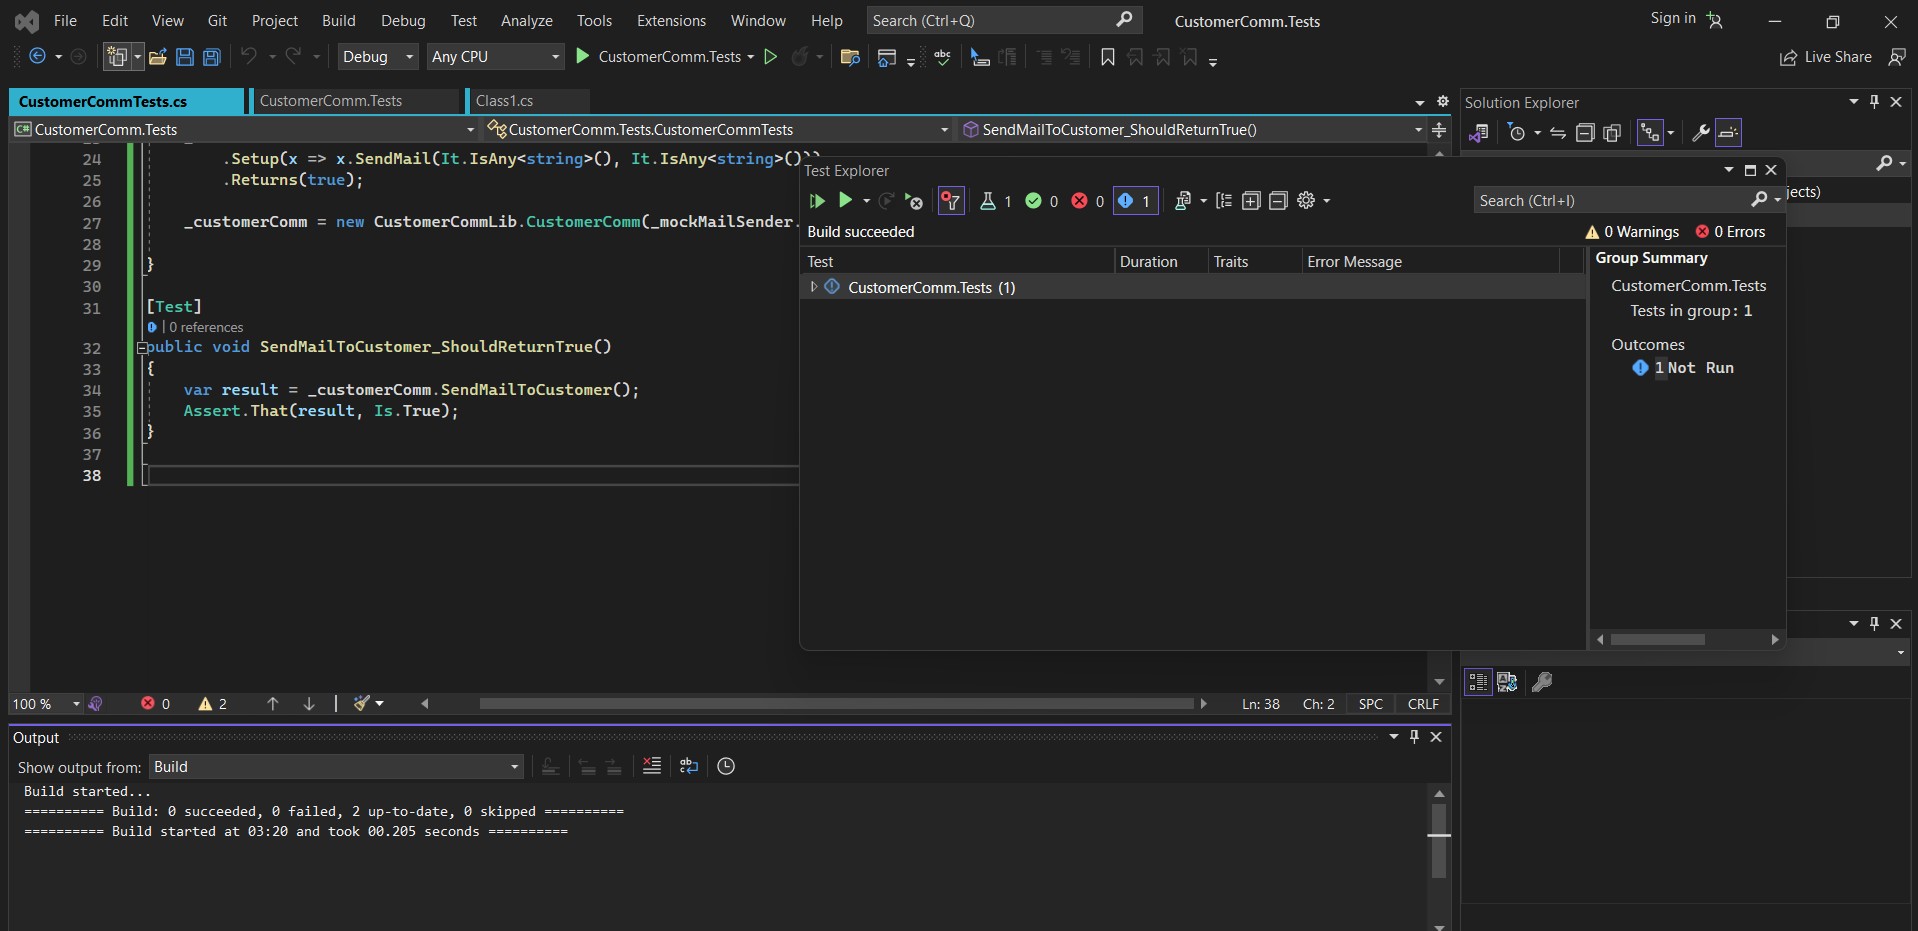 File Edit View Git Project Build Debug Test Analyze Tools Extensions Window Help Search (Ctrl+Q) CustomerComm.Tests Sign in
Debug Any CPU CustomerComm.Tests Live Share
CustomerCommTests.cs CustomerComm.Tests Class1.cs
C# CustomerComm.Tests CustomerComm.Tests.CustomerCommTests SendMailToCustomer_ShouldReturnTrue()
24 .Setup(x => x.SendMail(It.IsAny<string>(), It.IsAny<string>()))
25 .Returns(true);
26
27 _customerComm = new CustomerCommLib.CustomerComm(_mockMailSender.
28
29 }
30
31 [Test]
0 references
32 public void SendMailToCustomer_ShouldReturnTrue()
33 {
34 var result = _customerComm.SendMailToCustomer();
35 Assert.That(result, Is.True);
36 }
37
38
100 % 0 2 Ln: 38 Ch: 2 SPC CRLF
Test Explorer
1 0 0 1 Search (Ctrl+I)
Build succeeded 0 Warnings 0 Errors
Test Duration Traits Error Message
CustomerComm.Tests (1)
Group Summary
CustomerComm.Tests
Tests in group: 1
Outcomes
1 Not Run
Solution Explorer
jects)
Output
Show output from: Build
Build started...
========== Build: 0 succeeded, 0 failed, 2 up-to-date, 0 skipped ==========
========== Build started at 03:20 and took 00.205 seconds ==========